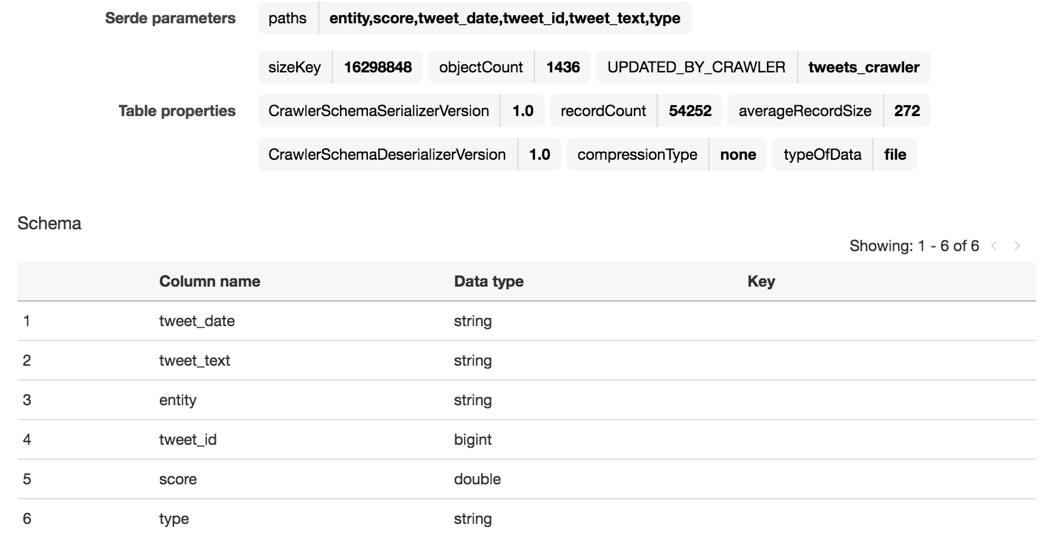 Serde parameters paths entity,score,tweet_date,tweet_id,tweet_text,type
sizeKey 16298848 objectCount 1436 UPDATED_BY_CRAWLER tweets_crawler
Table properties CrawlerSchemaSerializerVersion 1.0 recordCount 54252 averageRecordSize 272
CrawlerSchemaDeserializerVersion 1.0 compressionType none typeOfData file
Schema
Showing: 1 - 6 of 6 < >
Column name Data type Key
1 tweet_date string
2 tweet_text string
3 entity string
4 tweet_id bigint
5 score double
6 type string